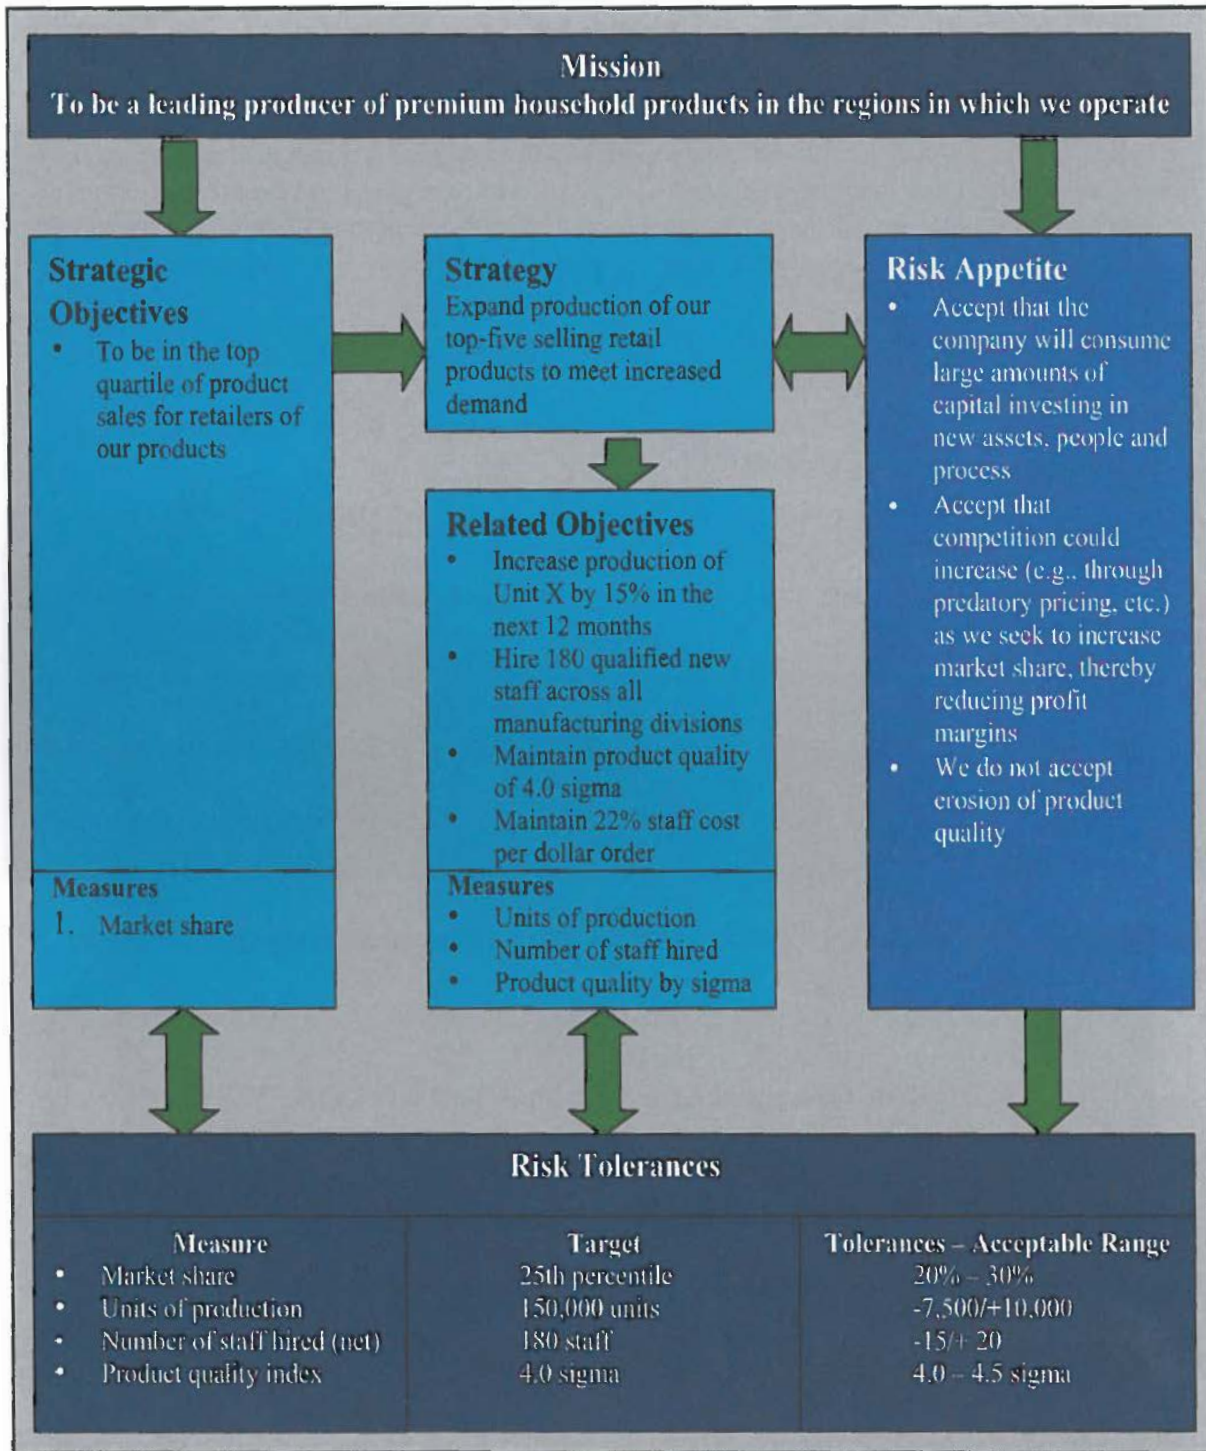 Mission
To be a leading producer of premium household products in the regions in which we operate
Strategic
Objectives
• To be in the top
quartile of product
sales for retailers of
our products
Measures
1. Market share
Strategy
Expand production of our
top-five selling retail
products to meet increased
demand
Related Objectives
• Increase production of
Unit X by 15% in the
next 12 months
• Hire 180 qualified new
staff across all
manufacturing divisions
• Maintain product quality
of 4.0 sigma
• Maintain 22% staff cost
per dollar order
Measures
• Units of production
• Number of staff hired
• Product quality by sigma
Risk Appetite
• Accept that the
company will consume
large amounts of
capital investing in
new assets, people and
process
• Accept that
competition could
increase (e.g., through
predatory pricing, etc.)
as we seek to increase
market share, thereby
reducing profit
margins
• We do not accept
erosion of product
quality
Risk Tolerances
Measure Target Tolerances – Acceptable Range
• Market share 25th percentile 20% – 30%
• Units of production 150,000 units -7,500/+10,000
• Number of staff hired (net) 180 staff -15/+ 20
• Product quality index 4.0 sigma 4.0 – 4.5 sigma